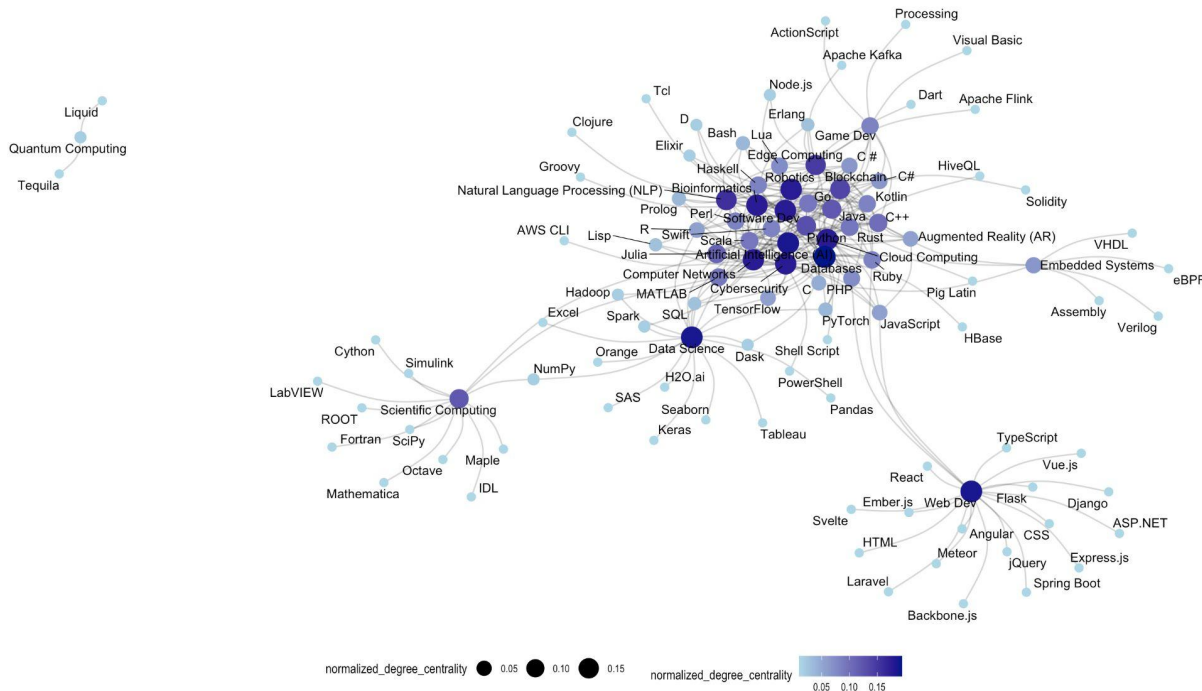 Processing
ActionScript
Visual Basic
Apache Kafka
Node.js
Tcl
Dart
Apache Flink
Liquid
D
Erlang
Clojure
Bash
Lua
Game Dev
Quantum Computing
Elixir
Edge Computing
C #
Haskell
HiveQL
Groovy
Robotics
Blockchain
C#
Tequila
Natural Language Processing (NLP)
Bioinformatics
Go
Kotlin
Solidity
Prolog
Perl
Software Dev
Java
C++
AWS CLI
R
Swift
Scala
Python
Rust
Augmented Reality (AR)
VHDL
Lisp
Julia
Artificial Intelligence (AI)
Cloud Computing
Embedded Systems
eBPF
Computer Networks
Databases
Ruby
Cybersecurity
Hadoop
MATLAB
C
PHP
Pig Latin
Excel
Spark
SQL
TensorFlow
PyTorch
JavaScript
HBase
Assembly
Verilog
Cython
Simulink
Orange
Data Science
Dask
Shell Script
NumPy
H2O.ai
PowerShell
LabVIEW
SAS
Pandas
ROOT
Scientific Computing
Seaborn
Fortran
SciPy
Keras
Tableau
TypeScript
Octave
Maple
Vue.js
Mathematica
IDL
React
Ember.js
Web Dev
Flask
Django
Svelte
ASP.NET
HTML
Angular
CSS
Meteor
jQuery
Express.js
Laravel
Spring Boot
Backbone.js
normalized_degree_centrality 0.05 0.10 0.15
normalized_degree_centrality
0.05 0.10 0.15